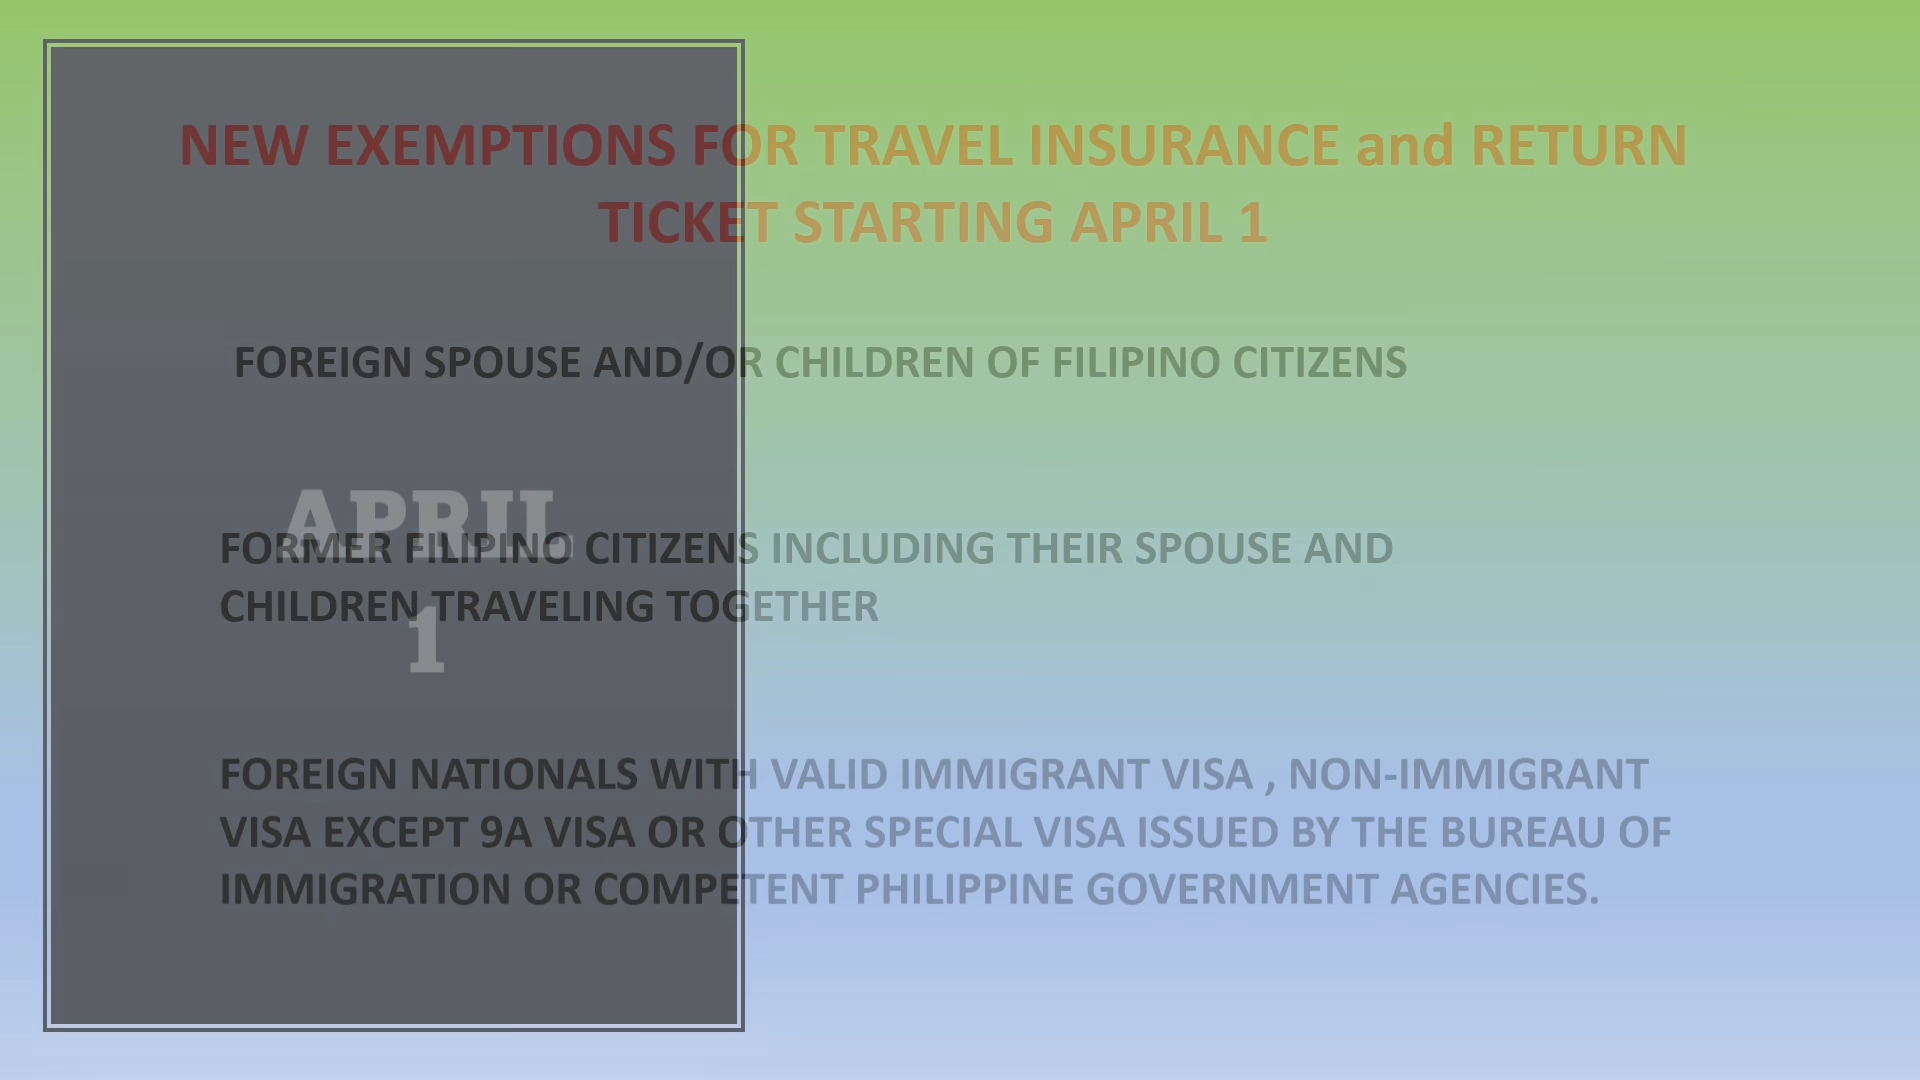 NEW EXEMPTIONS FOR TRAVEL INSURANCE and RETURN
TICKET STARTING APRIL 1
FOREIGN SPOUSE AND/OR CHILDREN OF FILIPINO CITIZENS
APRIL
1
FORMER FILIPINO CITIZENS INCLUDING THEIR SPOUSE AND
CHILDREN TRAVELING TOGETHER
FOREIGN NATIONALS WITH VALID IMMIGRANT VISA , NON-IMMIGRANT
VISA EXCEPT 9A VISA OR OTHER SPECIAL VISA ISSUED BY THE BUREAU OF
IMMIGRATION OR COMPETENT PHILIPPINE GOVERNMENT AGENCIES.